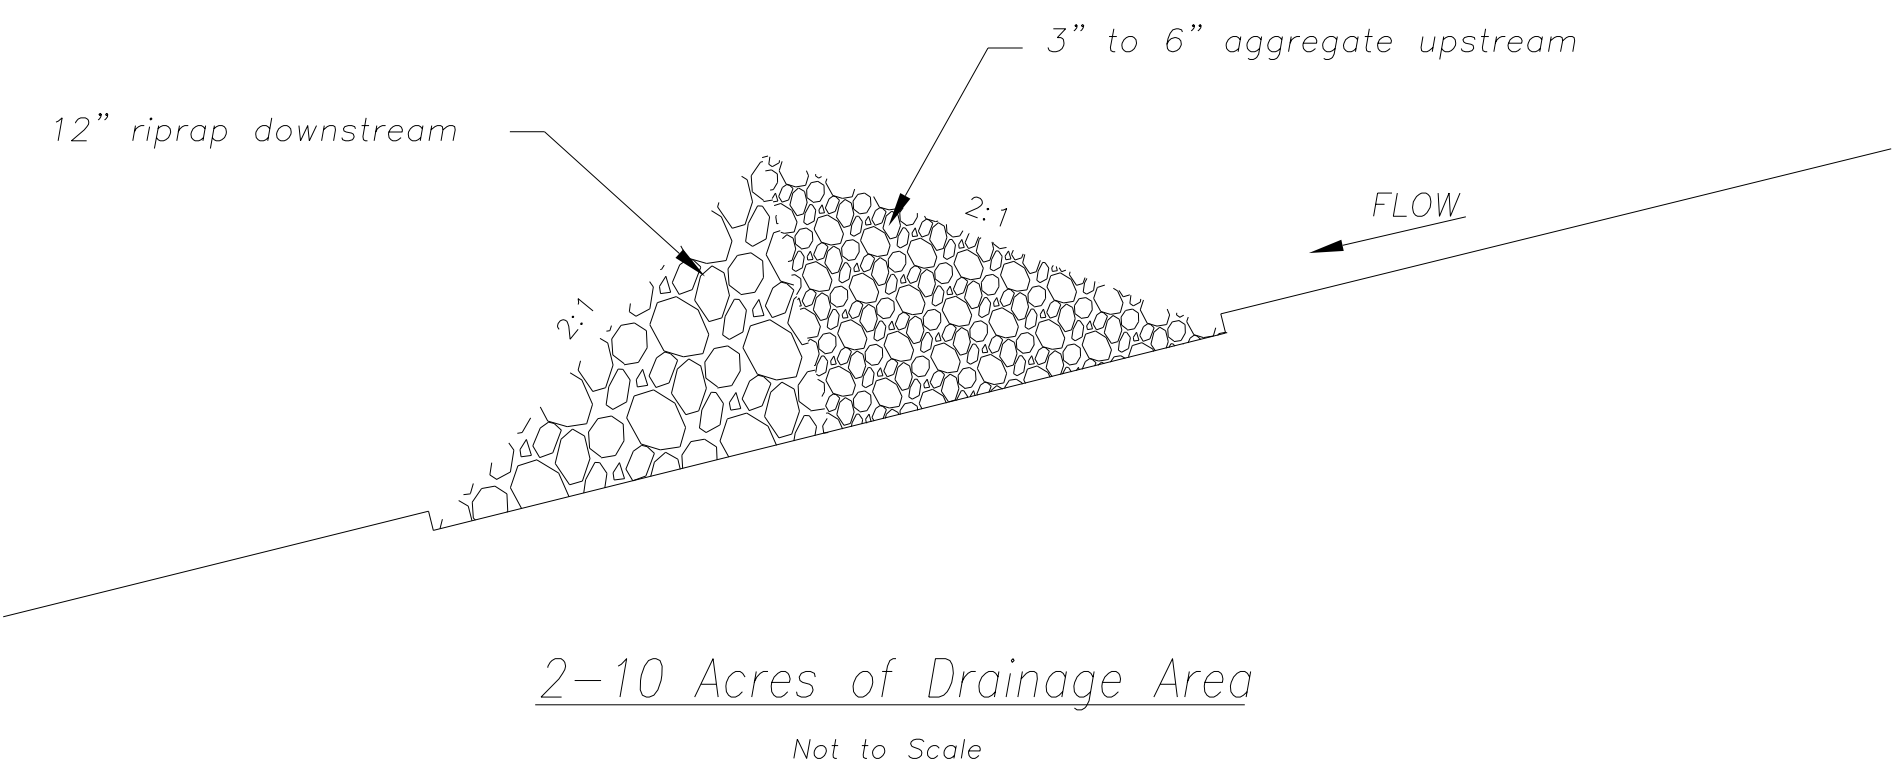 3” to 6” aggregate upstream
12” riprap downstream
2:1
FLOW
2:1
2-10 Acres of Drainage Area
Not to Scale